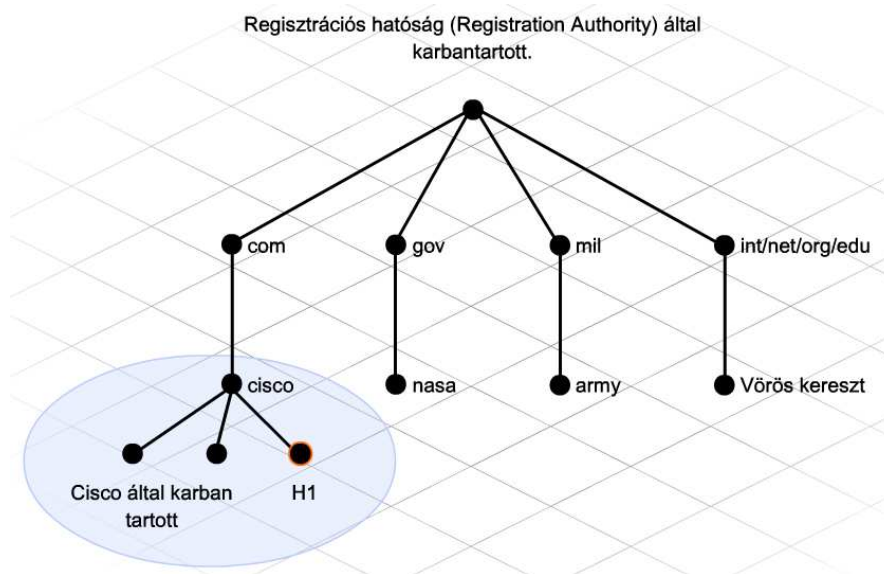 Regisztrációs hatóság (Registration Authority) által
karbantartott.
com
gov
mil
int/net/org/edu
cisco
nasa
army
Vörös kereszt
Cisco által karban
tartott
H1